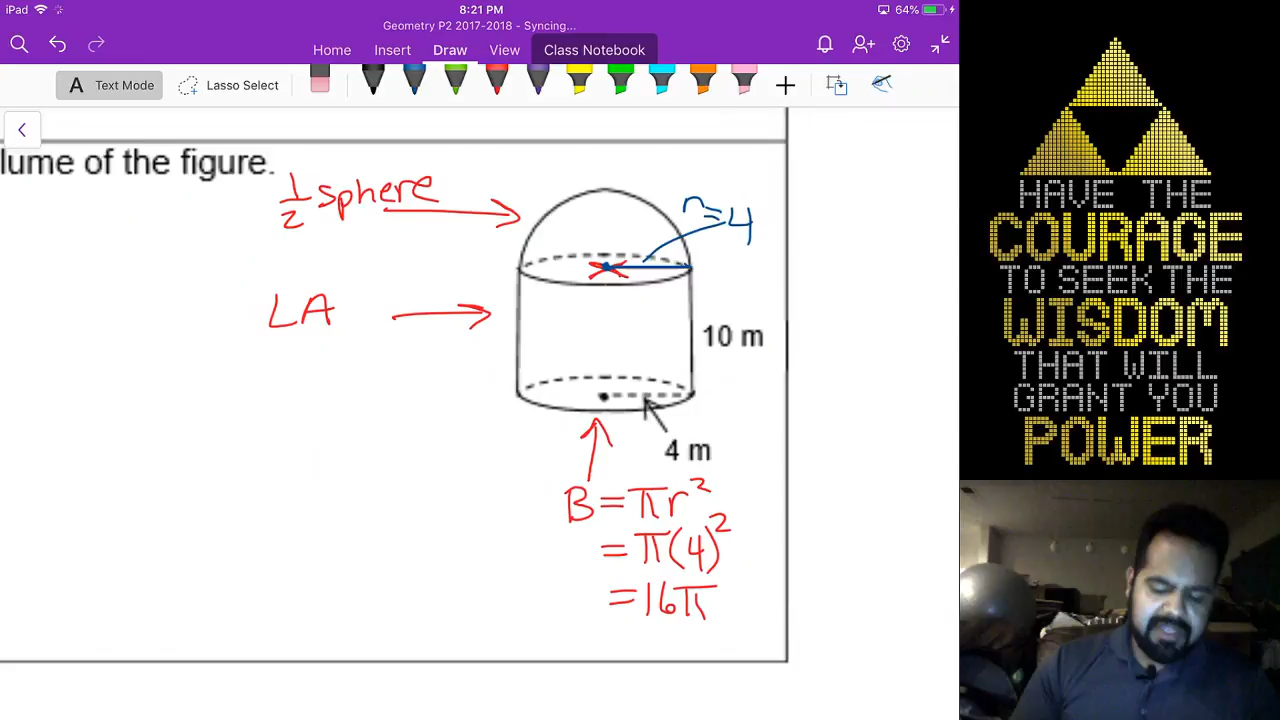 iPad
8:21 PM
64%
Geometry P2 2017-2018 - Syncing...
Home Insert Draw View Class Notebook
A Text Mode Lasso Select
lume of the figure.
1/2 sphere
r=4
LA
10 m
4 m
B=πr²
=π(4)²
=16π
HAVE THE
COURAGE
TO SEEK THE
WISDOM
THAT WILL
GRANT YOU
POWER